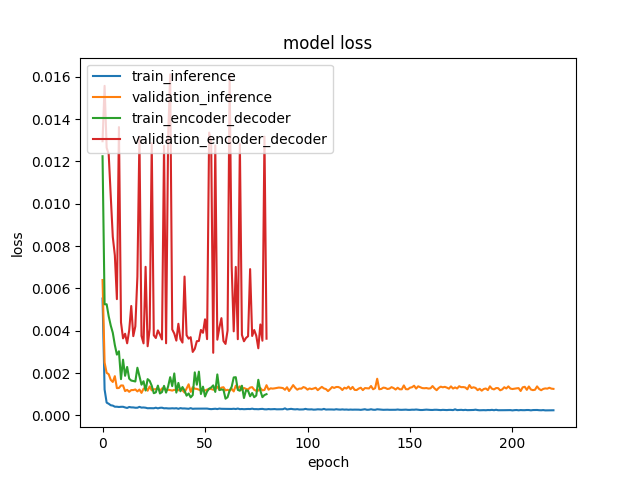 model loss
train_inference
validation_inference
train_encoder_decoder
validation_encoder_decoder
0.016
0.014
0.012
0.010
0.008
0.006
0.004
0.002
0.000
loss
0
50
100
150
200
epoch